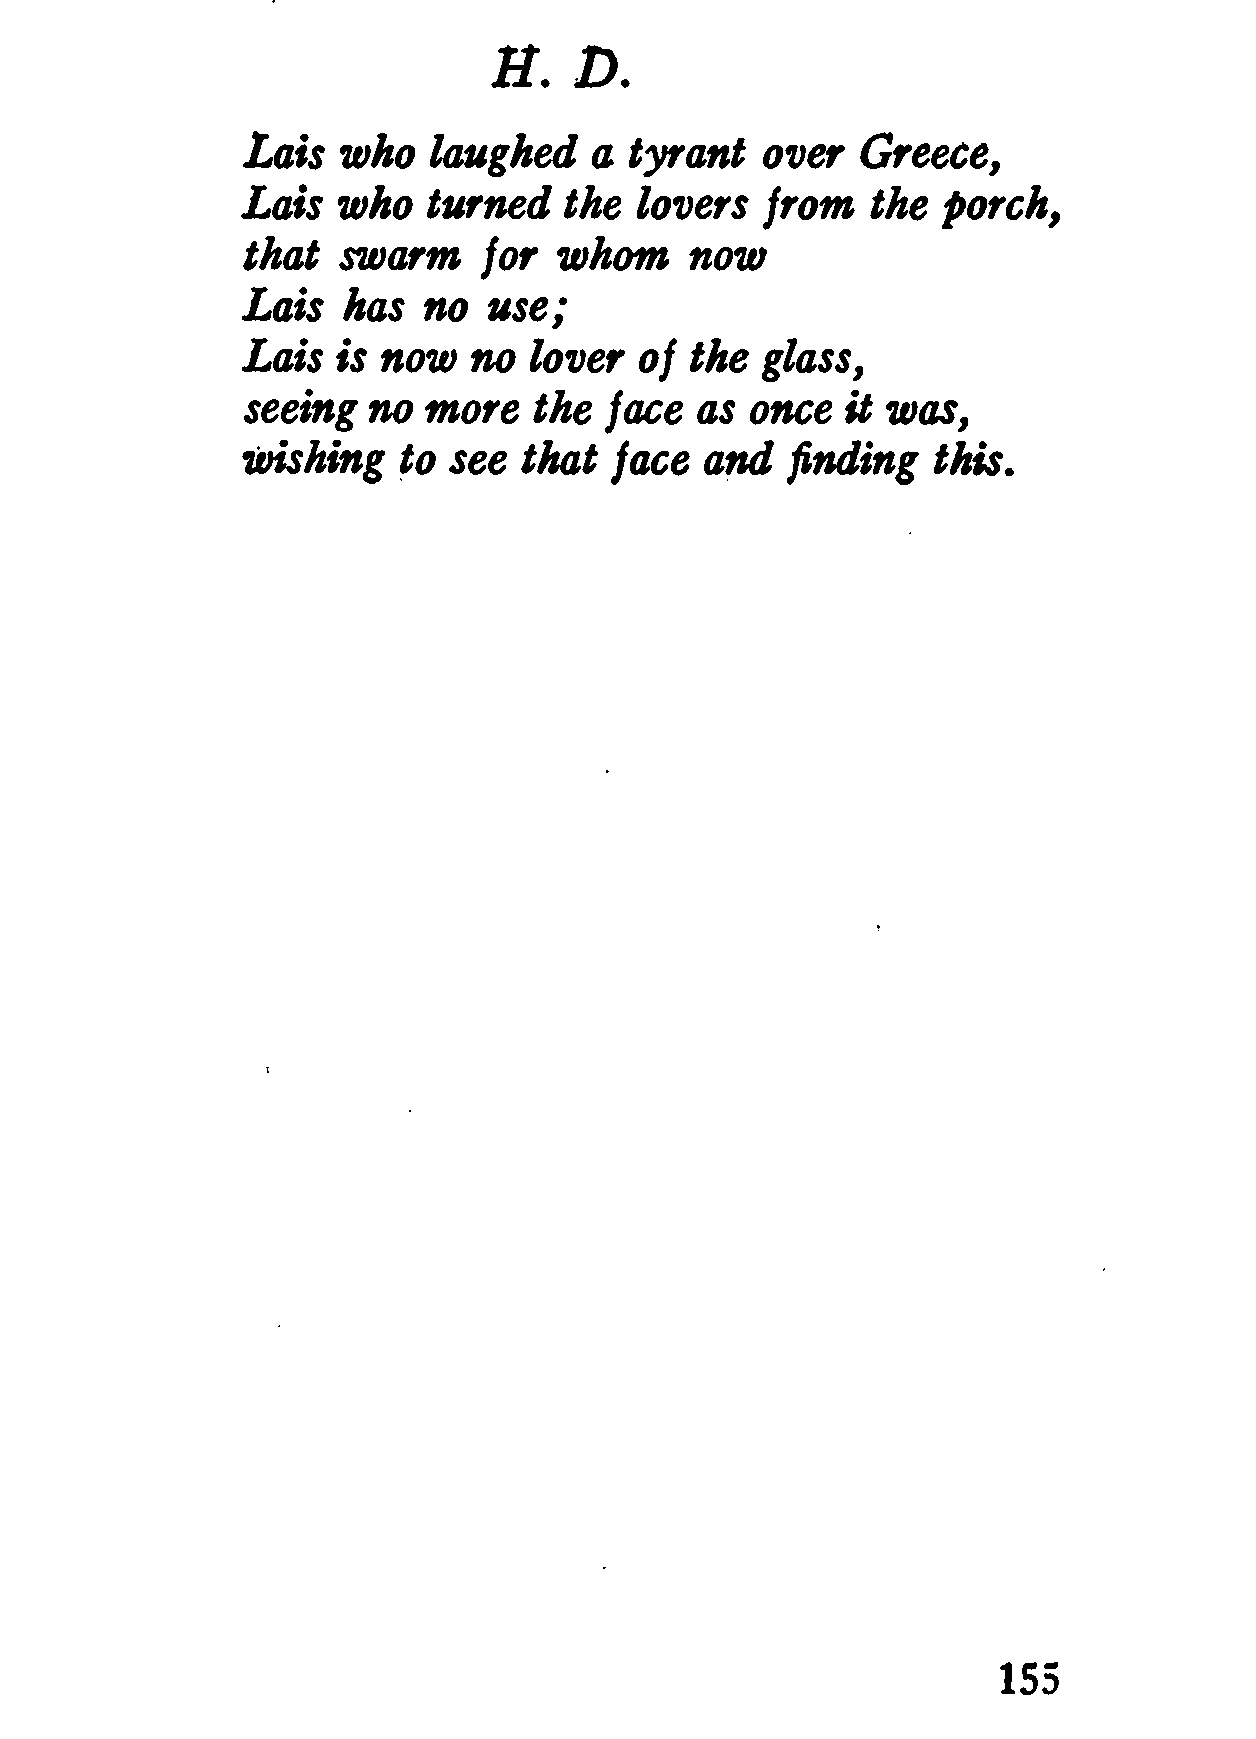 H. D.
Lais who laughed a tyrant over Greece,
Lais who turned the lovers from the porch,
that swarm for whom now
Lais has no use;
Lais is now no lover of the glass,
seeing no more the face as once it was,
wishing to see that face and finding this.
155